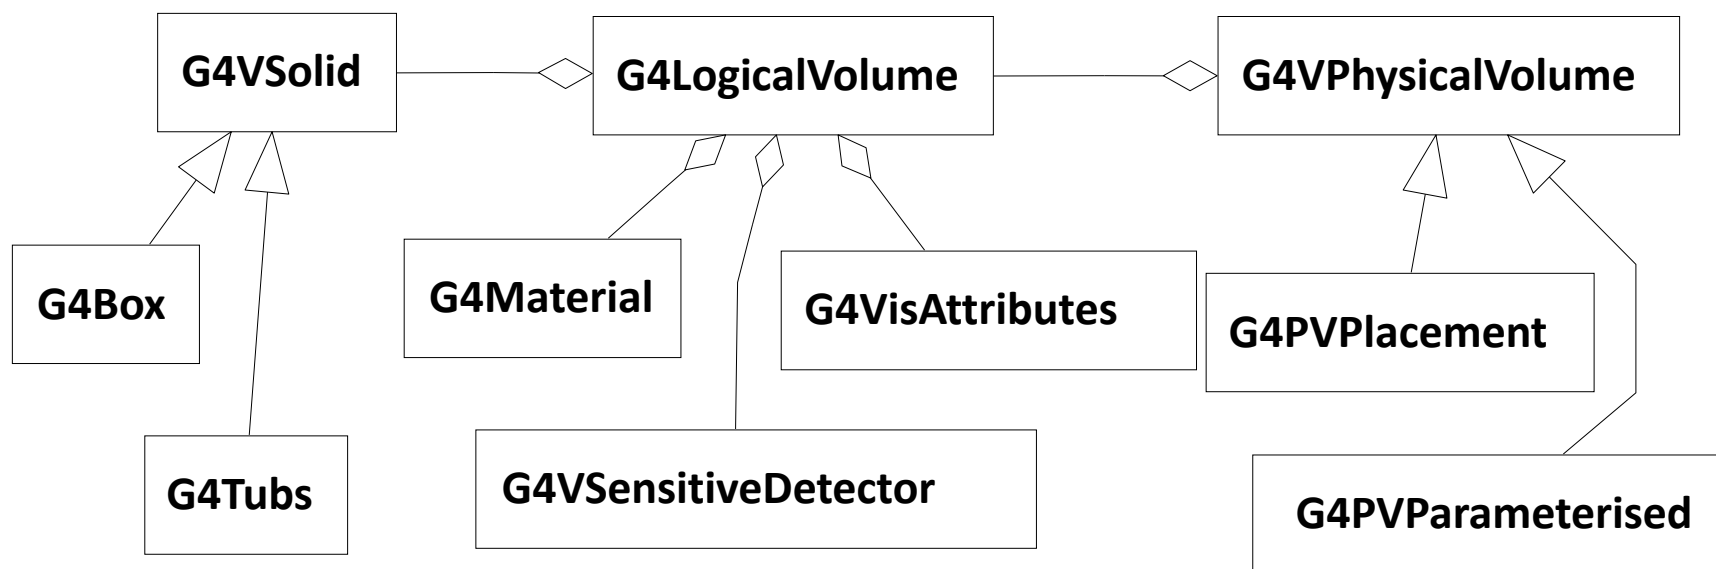 G4VSolid
G4LogicalVolume
G4VPhysicalVolume
G4Box
G4Material
G4VisAttributes
G4PVPlacement
G4Tubs
G4VSensitiveDetector
G4PVParameterised